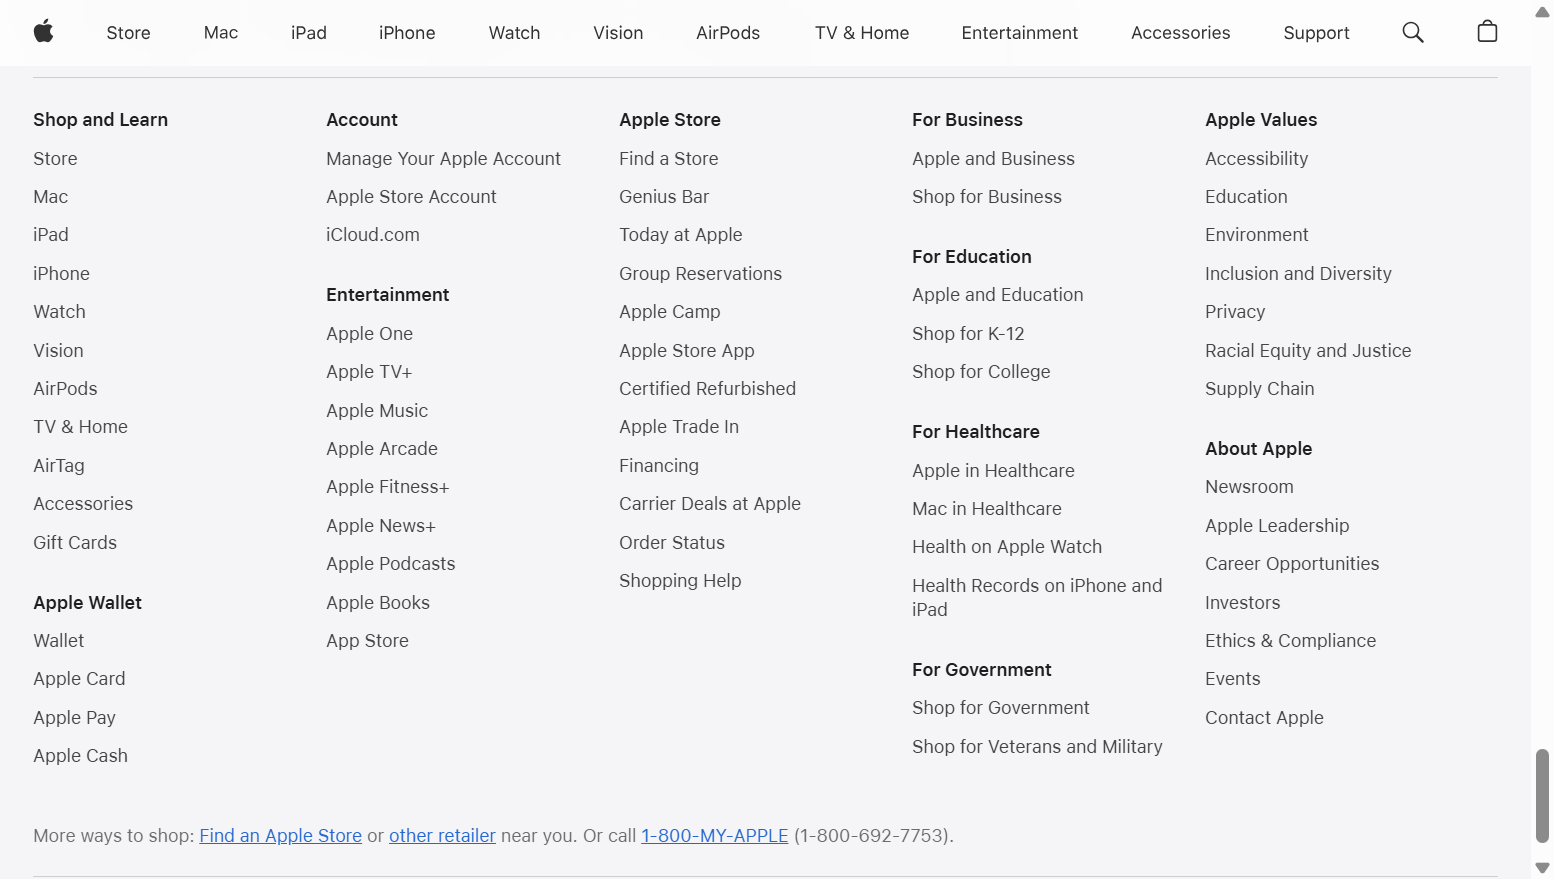 Store Mac iPad iPhone Watch Vision AirPods TV & Home Entertainment Accessories Support
Shop and Learn
Store
Mac
iPad
iPhone
Watch
Vision
AirPods
TV & Home
AirTag
Accessories
Gift Cards
Apple Wallet
Wallet
Apple Card
Apple Pay
Apple Cash
Account
Manage Your Apple Account
Apple Store Account
iCloud.com
Entertainment
Apple One
Apple TV+
Apple Music
Apple Arcade
Apple Fitness+
Apple News+
Apple Podcasts
Apple Books
App Store
Apple Store
Find a Store
Genius Bar
Today at Apple
Group Reservations
Apple Camp
Apple Store App
Certified Refurbished
Apple Trade In
Financing
Carrier Deals at Apple
Order Status
Shopping Help
For Business
Apple and Business
Shop for Business
For Education
Apple and Education
Shop for K-12
Shop for College
For Healthcare
Apple in Healthcare
Mac in Healthcare
Health on Apple Watch
Health Records on iPhone and
iPad
For Government
Shop for Government
Shop for Veterans and Military
Apple Values
Accessibility
Education
Environment
Inclusion and Diversity
Privacy
Racial Equity and Justice
Supply Chain
About Apple
Newsroom
Apple Leadership
Career Opportunities
Investors
Ethics & Compliance
Events
Contact Apple
More ways to shop: Find an Apple Store or other retailer near you. Or call 1-800-MY-APPLE (1-800-692-7753).